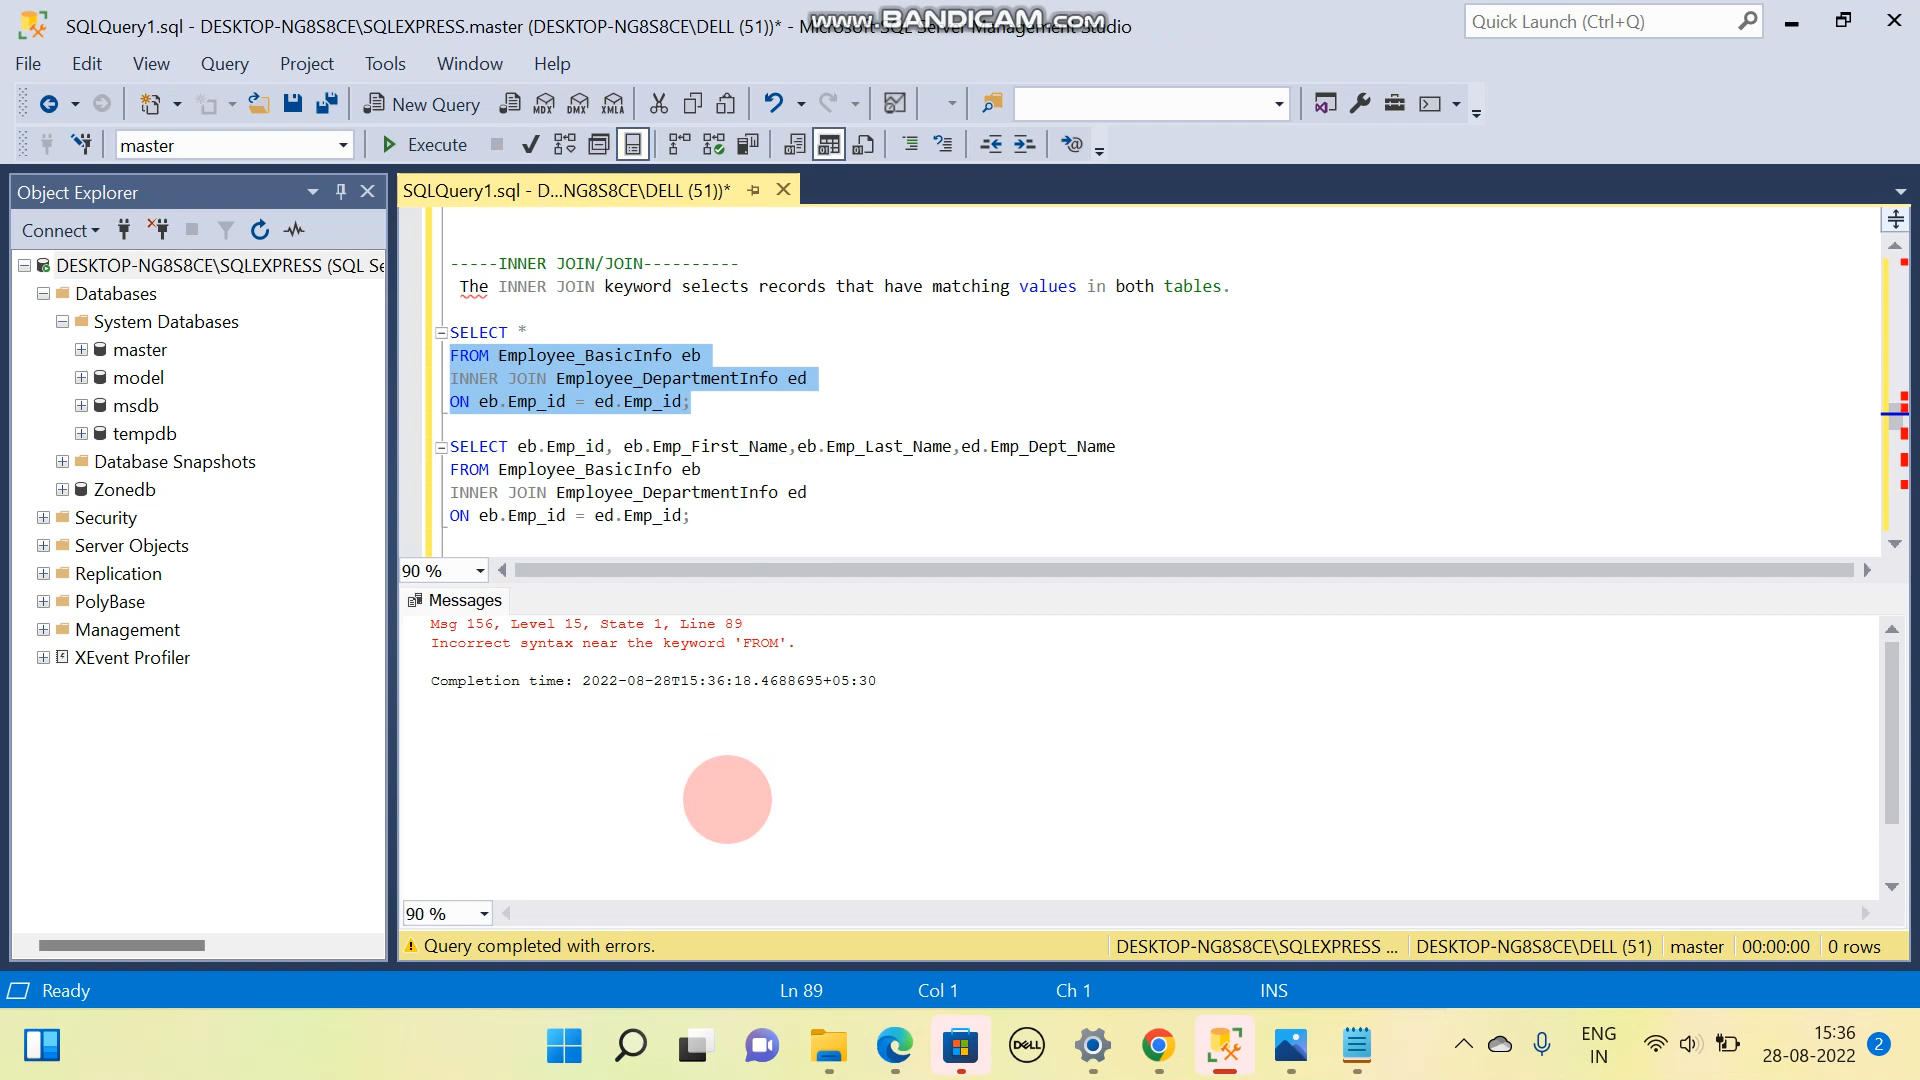 www.BANDICAM.COM
SQLQuery1.sql - DESKTOP-NG8S8CE\SQLEXPRESS.master (DESKTOP-NG8S8CE\DELL (51))* - Microsoft SQL Server Management Studio
Quick Launch (Ctrl+Q)
File Edit View Query Project Tools Window Help
New Query MDX DMX XMLA
master Execute
Object Explorer
SQLQuery1.sql - D...NG8S8CE\DELL (51))*
Connect
DESKTOP-NG8S8CE\SQLEXPRESS (SQL Se
Databases
System Databases
master
model
msdb
tempdb
Database Snapshots
Zonedb
Security
Server Objects
Replication
PolyBase
Management
XEvent Profiler
-----INNER JOIN/JOIN----------
The INNER JOIN keyword selects records that have matching values in both tables.
SELECT *
FROM Employee_BasicInfo eb
INNER JOIN Employee_DepartmentInfo ed
ON eb.Emp_id = ed.Emp_id;
SELECT eb.Emp_id, eb.Emp_First_Name,eb.Emp_Last_Name,ed.Emp_Dept_Name
FROM Employee_BasicInfo eb
INNER JOIN Employee_DepartmentInfo ed
ON eb.Emp_id = ed.Emp_id;
90 %
Messages
Msg 156, Level 15, State 1, Line 89
Incorrect syntax near the keyword 'FROM'.
Completion time: 2022-08-28T15:36:18.4688695+05:30
90 %
Query completed with errors. DESKTOP-NG8S8CE\SQLEXPRESS ... DESKTOP-NG8S8CE\DELL (51) master 00:00:00 0 rows
Ready Ln 89 Col 1 Ch 1 INS
DELL
ENG
IN
15:36
28-08-2022
2